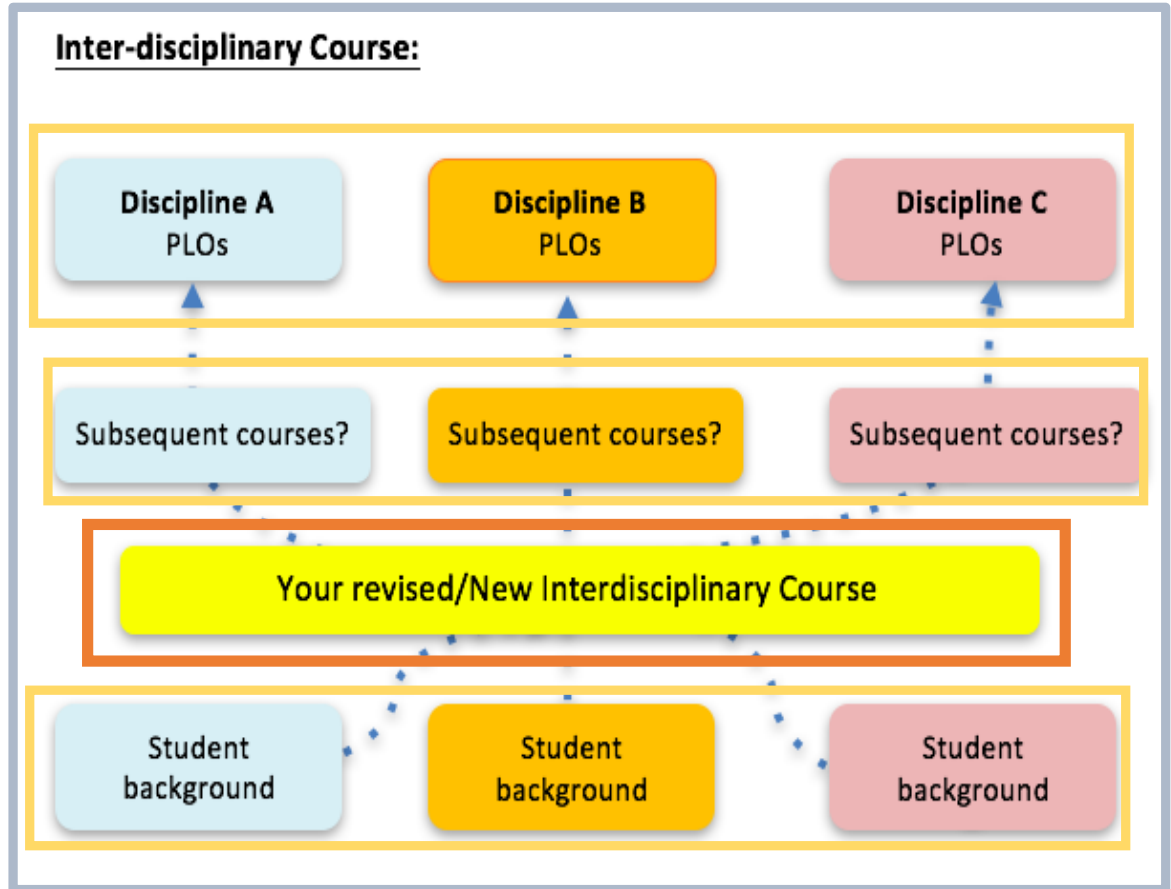 Inter-disciplinary Course:
Discipline A
PLOs
Discipline B
PLOs
Discipline C
PLOs
Subsequent courses?
Subsequent courses?
Subsequent courses?
Your revised/New Interdisciplinary Course
Student
background
Student
background
Student
background